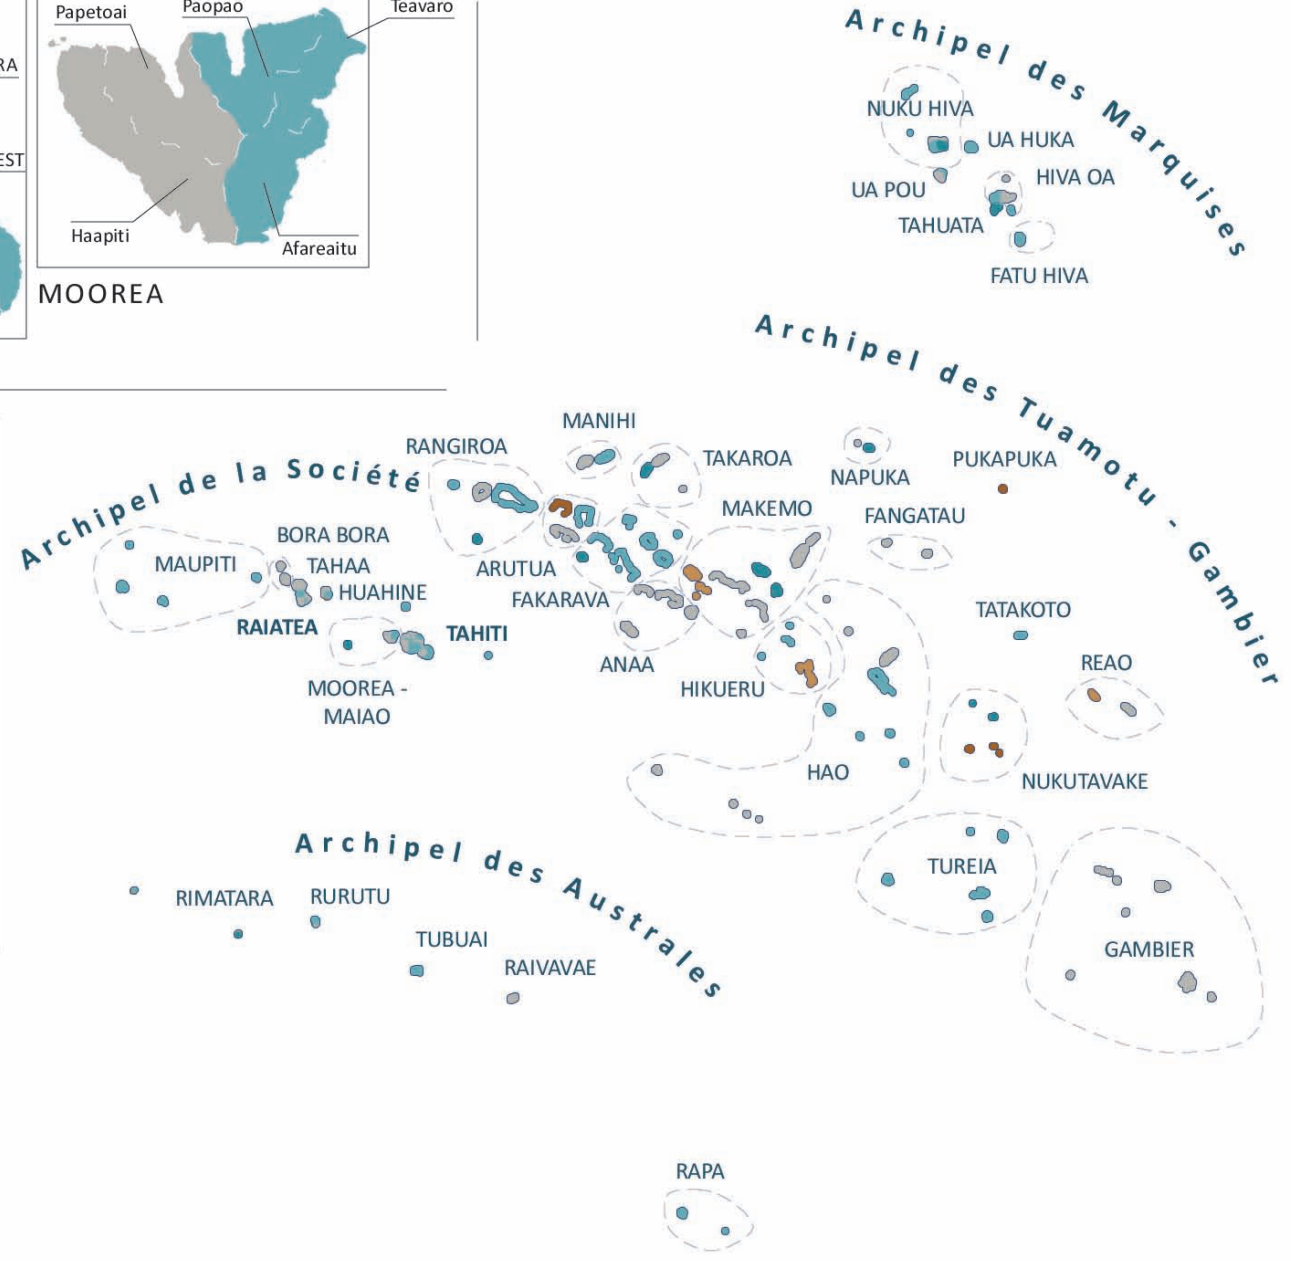 Papetoai
Paopao
Teavaro
RA
EST
Haapiti
Afareaitu
MOOREA
Archipel des Marquises
NUKU HIVA
UA HUKA
UA POU
HIVA OA
TAHUATA
FATU HIVA
Archipel des Tuamotu - Gambier
MANIHI
RANGIROA
TAKAROA
NAPUKA
PUKAPUKA
Archipel de la Société
MAKEMO
FANGATAU
BORA BORA
MAUPITI
TAHAA
ARUTUA
HUAHINE
FAKARAVA
TATAKOTO
RAIATEA
TAHITI
ANAA
REAO
MOOREA -
MAIAO
HIKUERU
HAO
NUKUTAVAKE
Archipel des Australes
TUREIA
RIMATARA
RURUTU
TUBUAI
GAMBIER
RAIVAVAE
RAPA